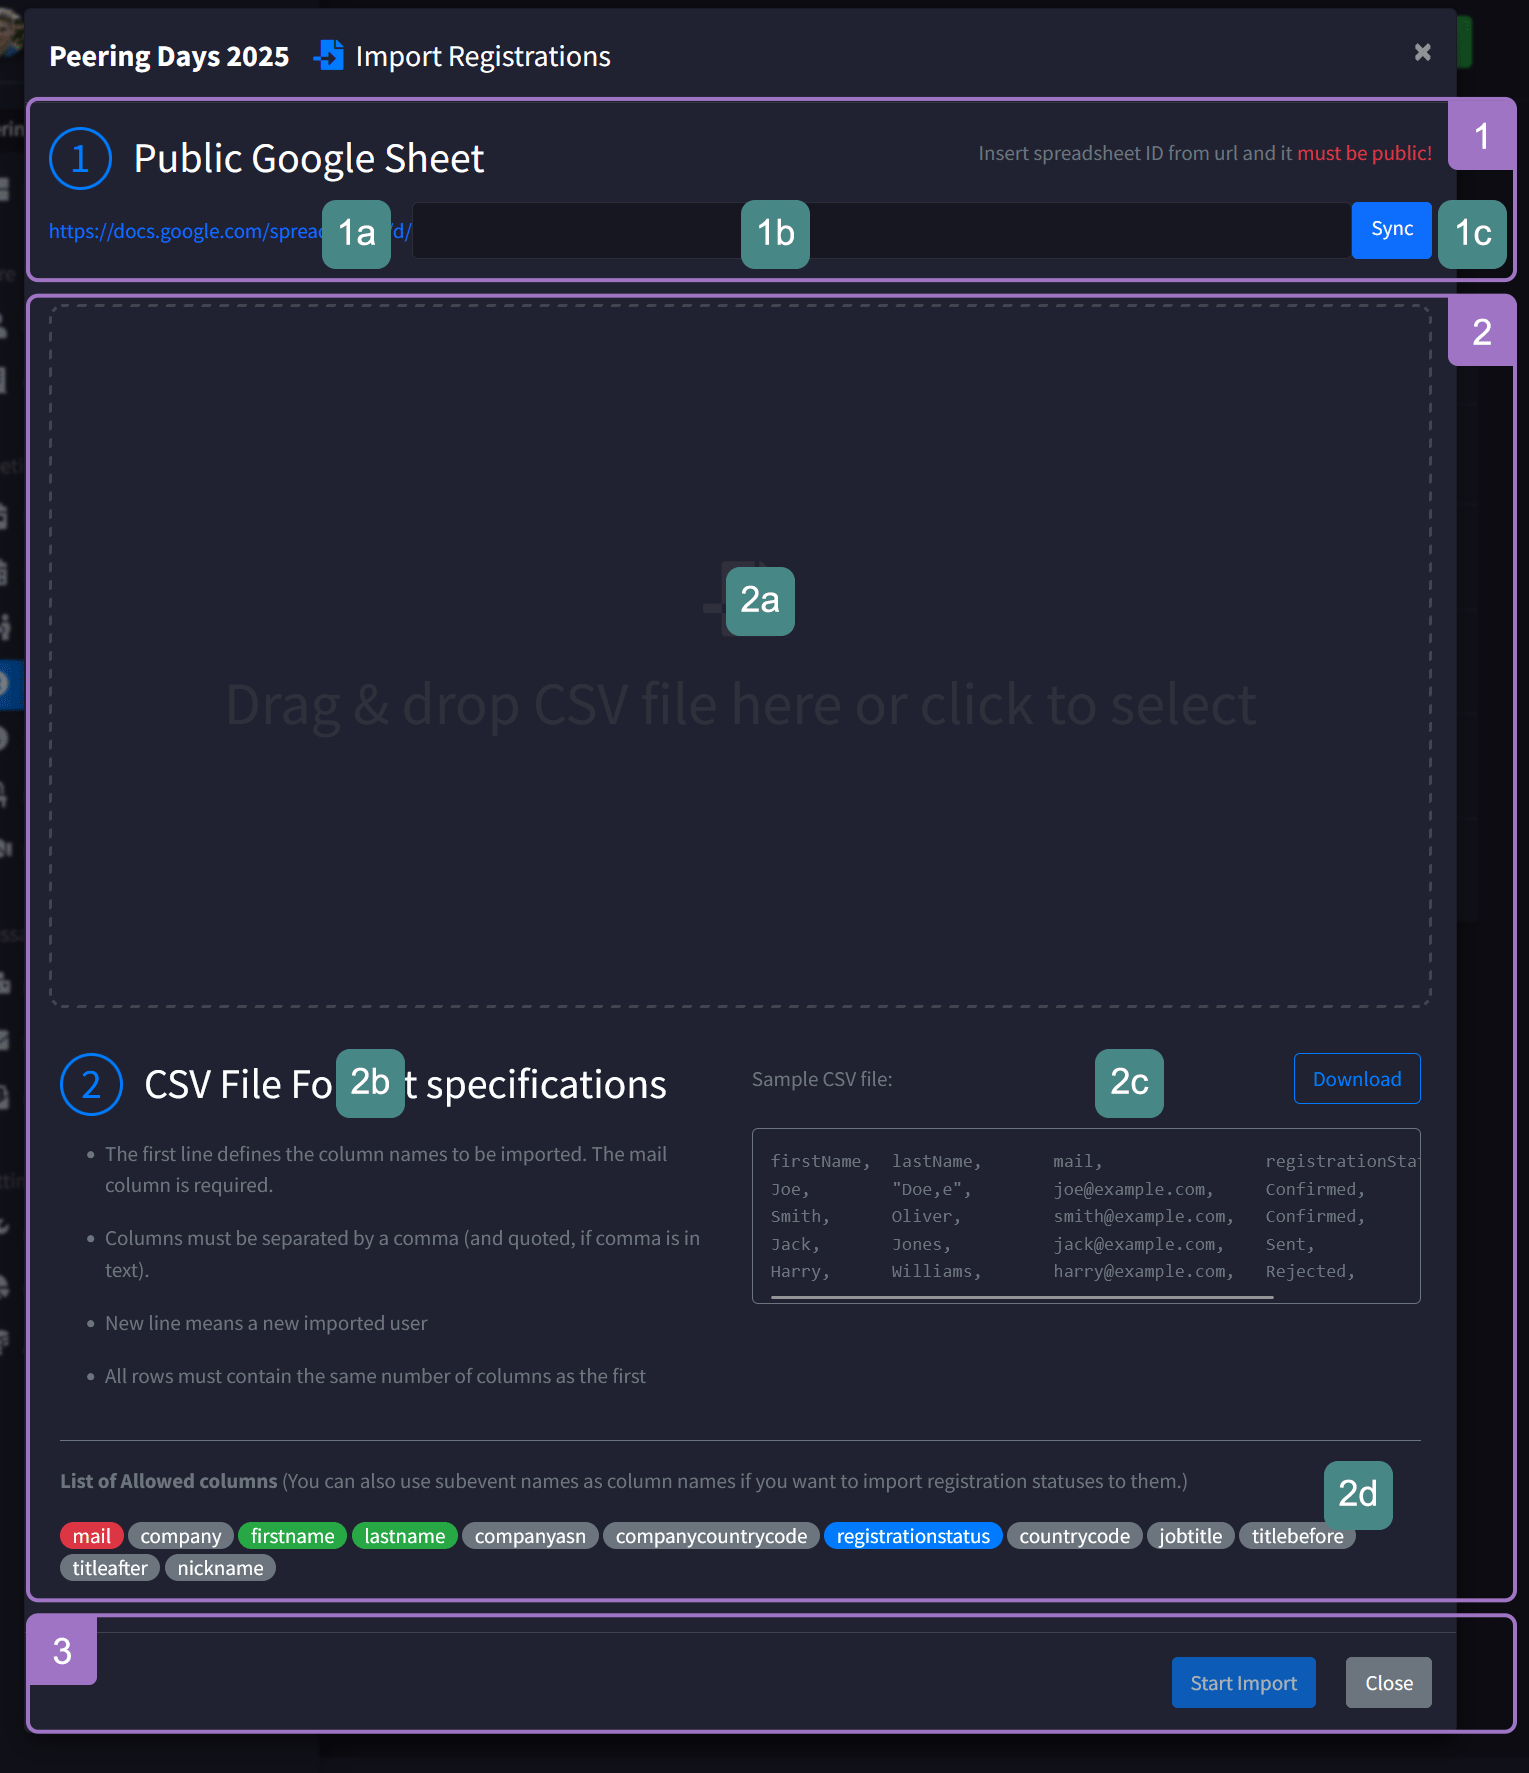 Peering Days 2025 Import Registrations
1
1 Public Google Sheet
Insert spreadsheet ID from url and it must be public!
https://docs.google.com/spread 1a /d/ 1b Sync 1c
2
2a
Drag & drop CSV file here or click to select
2 CSV File Fo 2b t specifications
The first line defines the column names to be imported. The mail
column is required.
Columns must be separated by a comma (and quoted, if comma is in
text).
New line means a new imported user
All rows must contain the same number of columns as the first
Sample CSV file: 2c Download
firstName, lastName, mail, registrationSta
Joe, "Doe,e", joe@example.com, Confirmed,
Smith, Oliver, smith@example.com, Confirmed,
Jack, Jones, jack@example.com, Sent,
Harry, Williams, harry@example.com, Rejected,
List of Allowed columns (You can also use subevent names as column names if you want to import registration statuses to them.)
2d
mail company firstname lastname companyasn companycountrycode registrationstatus countrycode jobtitle titlebefore
titleafter nickname
3
Start Import Close